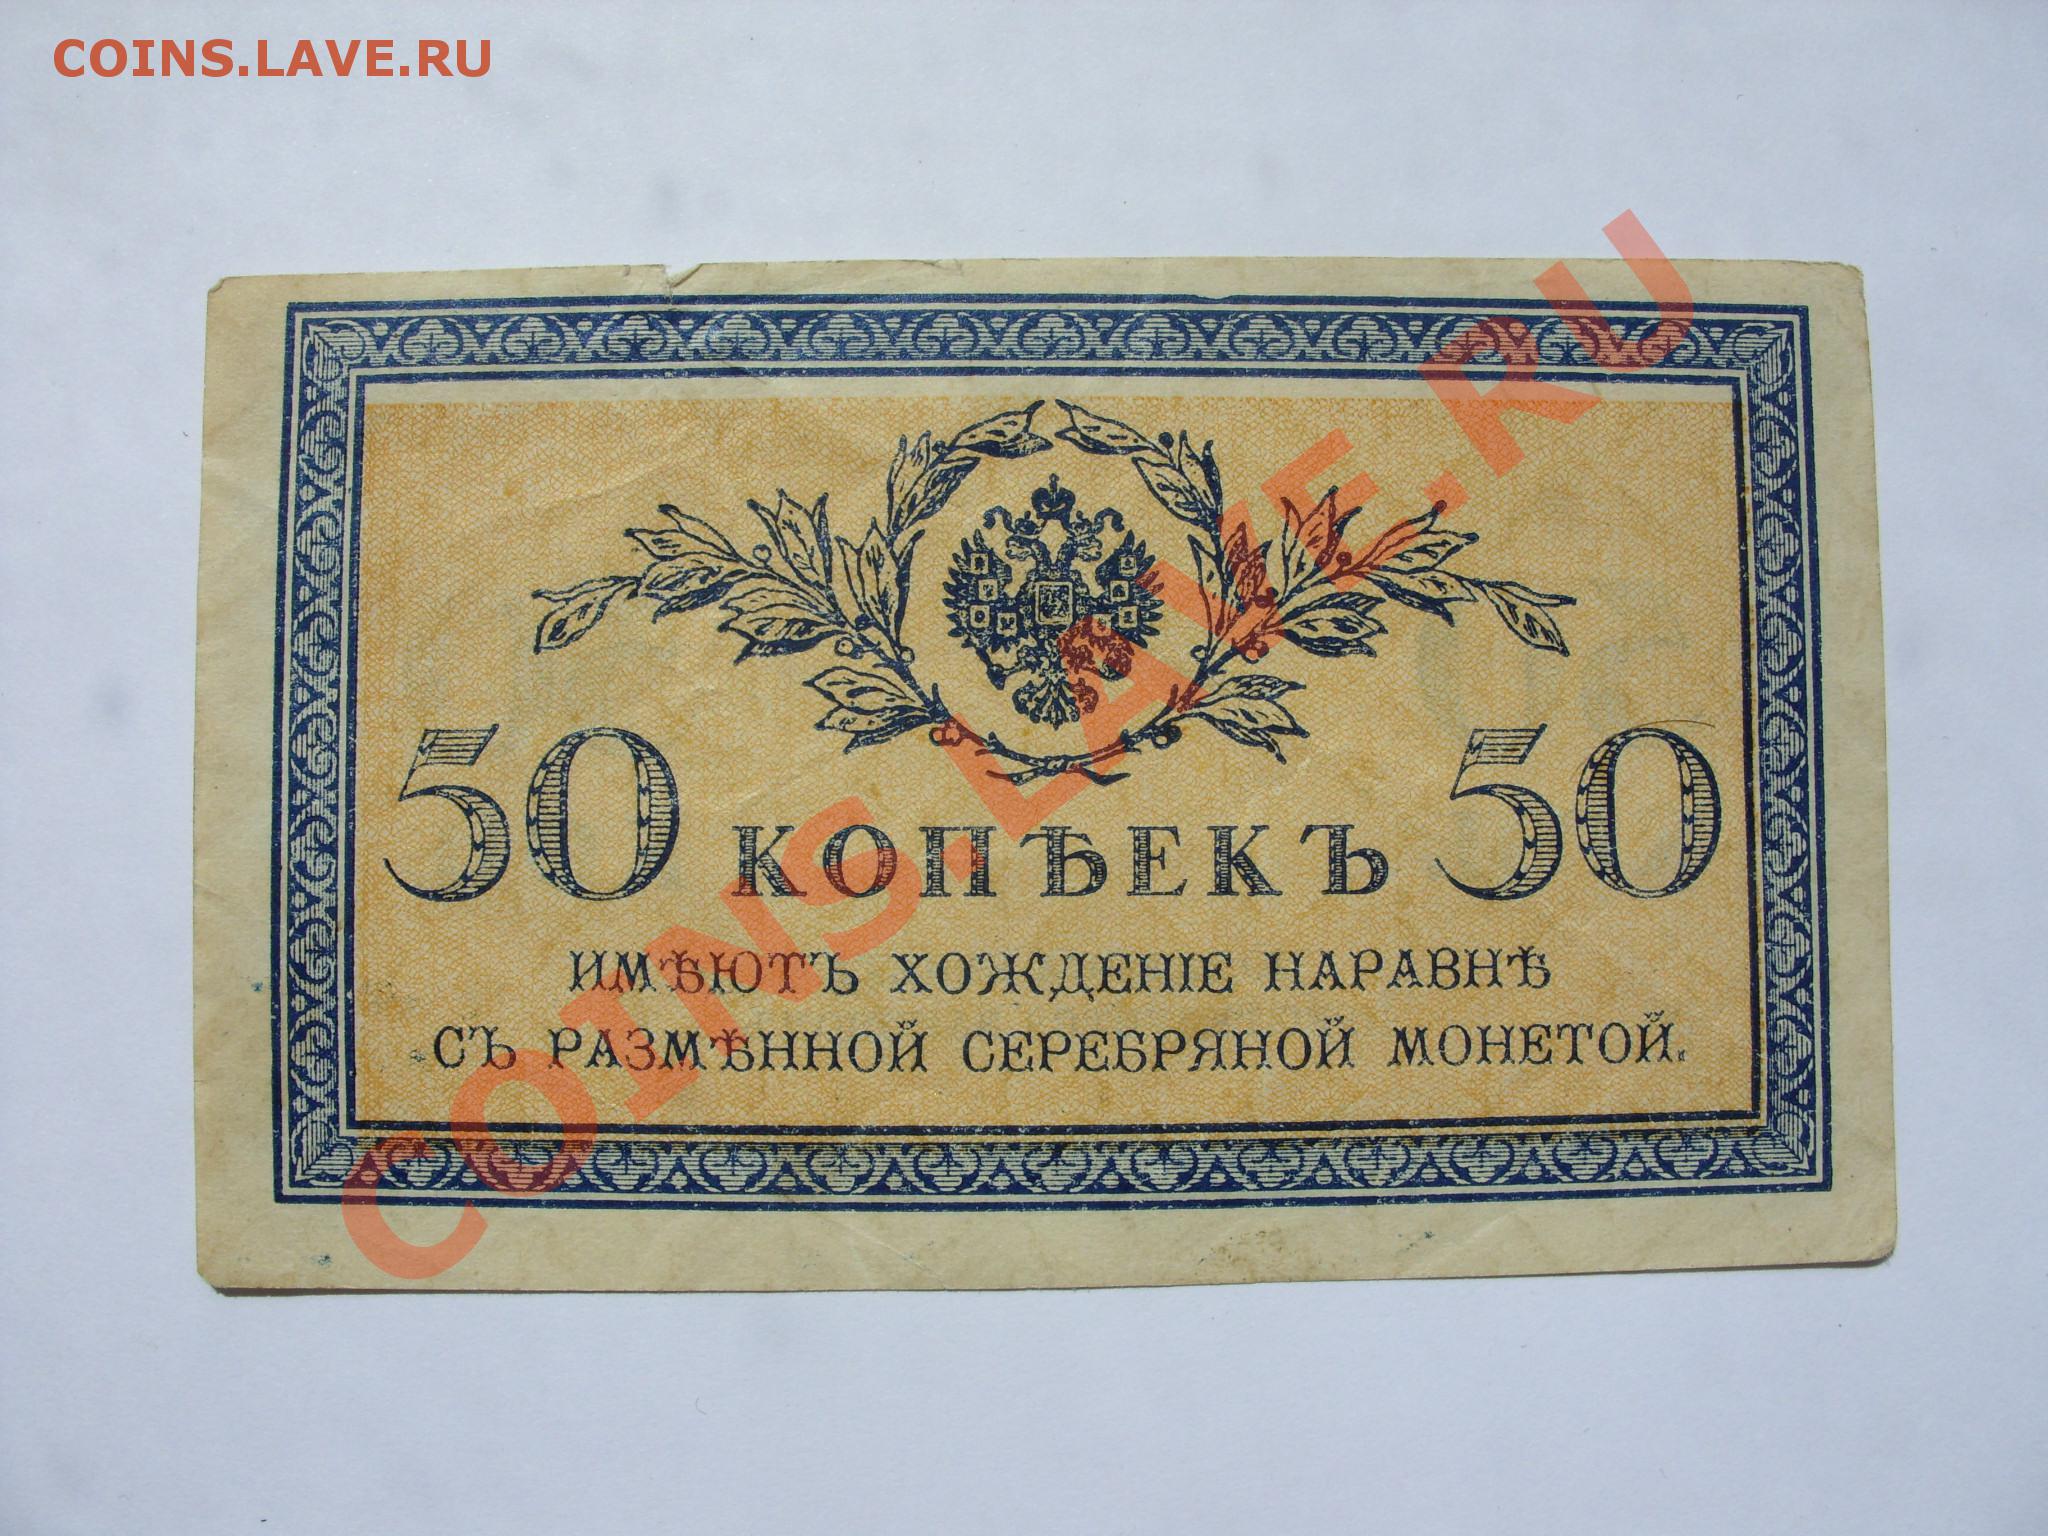 COINS.LAVE.RU
50 КОПѢЕКЪ 50
ИМѢЮТЪ ХОЖДЕНІЕ НАРАВНѢ
СЪ РАЗМѢННОЙ СЕРЕБРЯНОЙ МОНЕТОЙ.
COINS.LAVE.RU